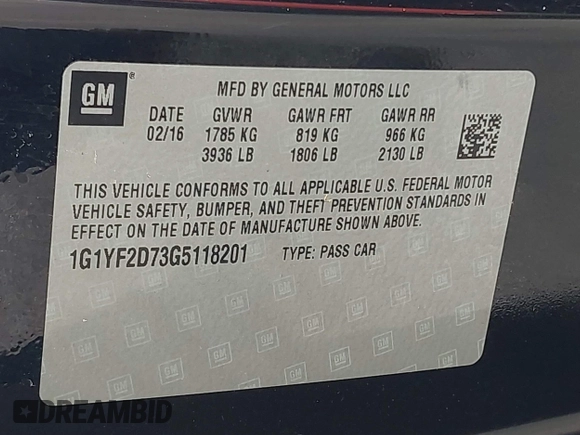 GM ®
MFD BY GENERAL MOTORS LLC
DATE GVWR GAWR FRT GAWR RR
02/16 1785 KG 819 KG 966 KG
3936 LB 1806 LB 2130 LB
THIS VEHICLE CONFORMS TO ALL APPLICABLE U.S. FEDERAL MOTOR
VEHICLE SAFETY, BUMPER, AND THEFT PREVENTION STANDARDS IN
EFFECT ON THE DATE OF MANUFACTURE SHOWN ABOVE.
1G1YF2D73G5118201 TYPE: PASS CAR
DREAMBID